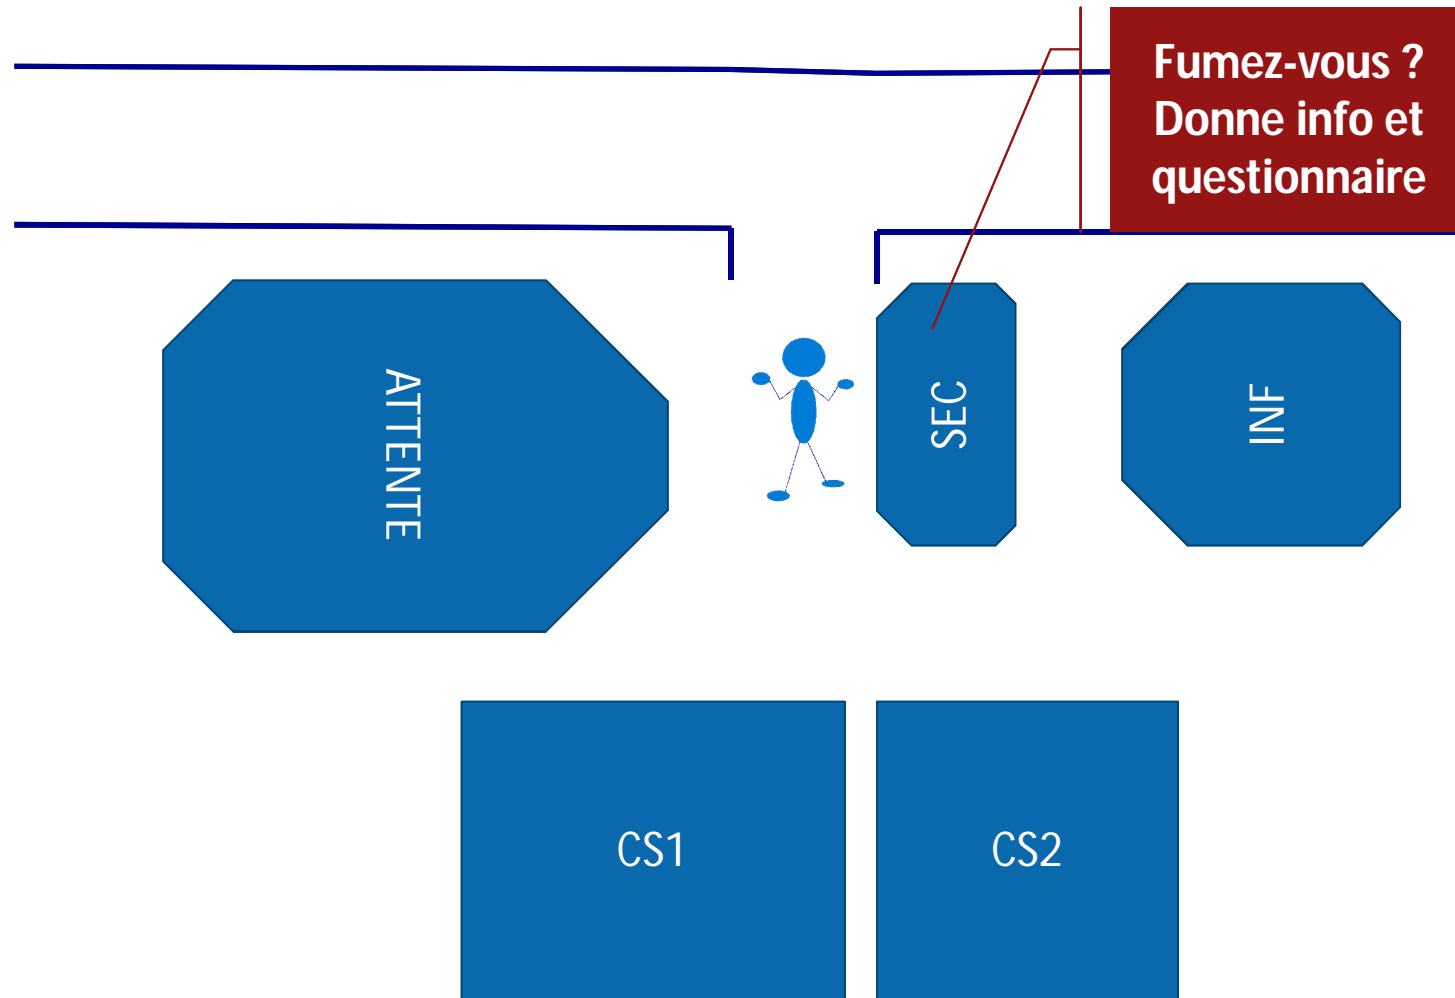 Fumez-vous ?
Donne info et
questionnaire
ATTENTE
SEC
INF
CS1
CS2